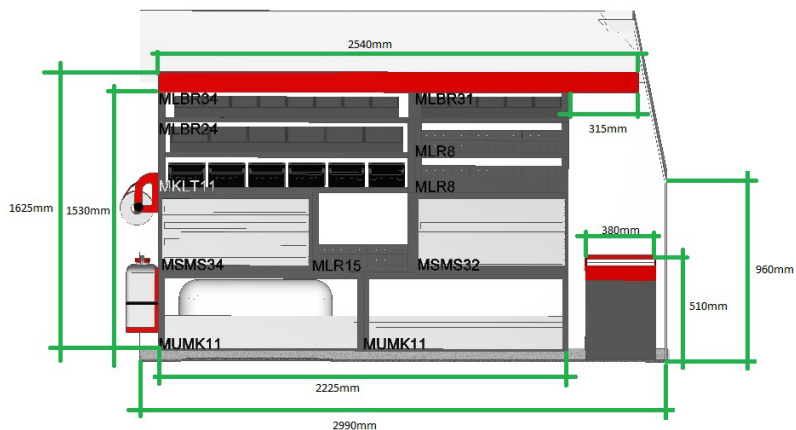 2540mm
MLBR34
MLBR31
315mm
MLBR24
MLR8
MKLT11
MLR8
1625mm
1530mm
380mm
MSMS34
MLR15
MSMS32
960mm
510mm
MUMK11
MUMK11
2225mm
2990mm